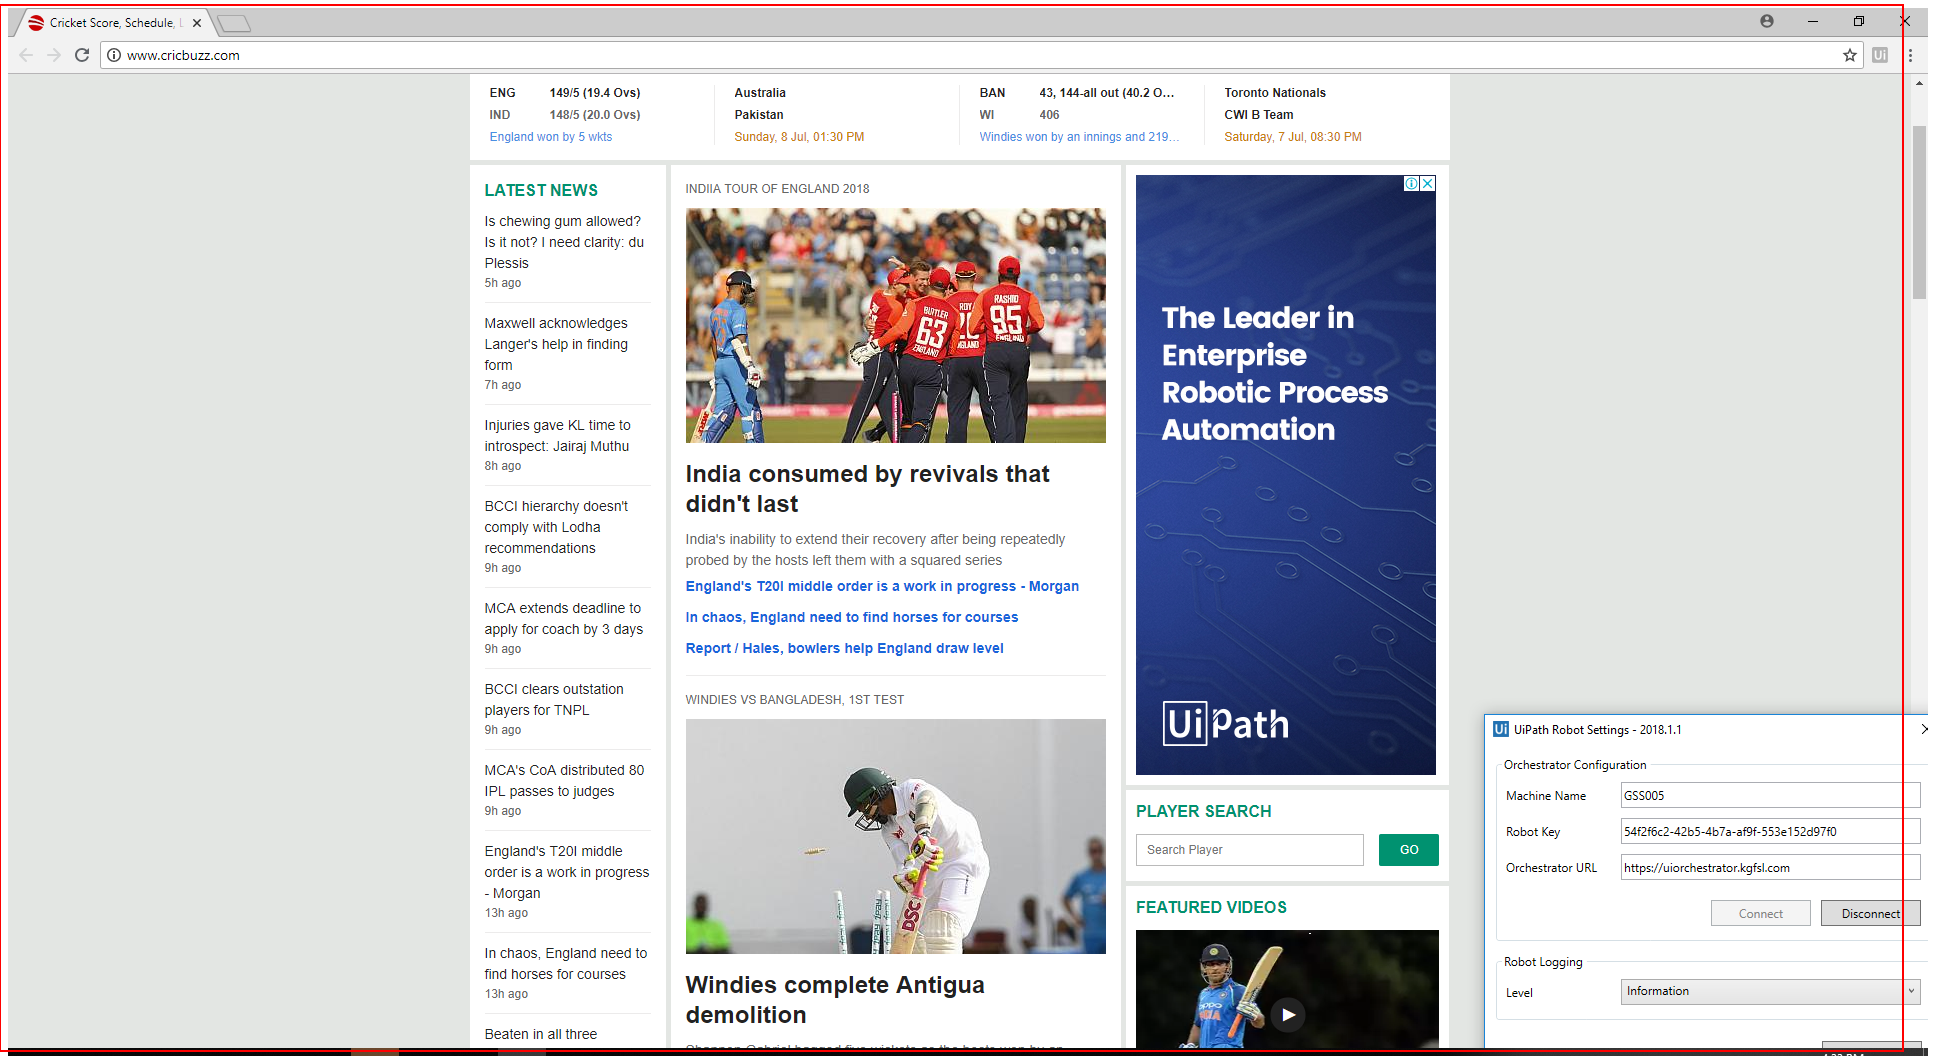 Cricket Score, Schedule, L
www.cricbuzz.com
ENG 149/5 (19.4 Ovs)
IND 148/5 (20.0 Ovs)
England won by 5 wkts
Australia
Pakistan
Sunday, 8 Jul, 01:30 PM
BAN 43, 144-all out (40.2 O...
WI 406
Windies won by an innings and 219...
Toronto Nationals
CWI B Team
Saturday, 7 Jul, 08:30 PM
LATEST NEWS
Is chewing gum allowed?
Is it not? I need clarity: du
Plessis
5h ago
Maxwell acknowledges
Langer's help in finding
form
7h ago
Injuries gave KL time to
introspect: Jairaj Muthu
8h ago
BCCI hierarchy doesn't
comply with Lodha
recommendations
9h ago
MCA extends deadline to
apply for coach by 3 days
9h ago
BCCI clears outstation
players for TNPL
9h ago
MCA's CoA distributed 80
IPL passes to judges
9h ago
England's T20I middle
order is a work in progress
- Morgan
13h ago
In chaos, England need to
find horses for courses
13h ago
Beaten in all three
INDIIA TOUR OF ENGLAND 2018
BUTLER
63
ENGLAND
ROY
ENGLAND
RASHID
95
ENGLAND
India consumed by revivals that
didn't last
India's inability to extend their recovery after being repeatedly
probed by the hosts left them with a squared series
England's T20I middle order is a work in progress - Morgan
In chaos, England need to find horses for courses
Report / Hales, bowlers help England draw level
WINDIES VS BANGLADESH, 1ST TEST
DSC
Windies complete Antigua
demolition
The Leader in
Enterprise
Robotic Process
Automation
UiPath
PLAYER SEARCH
Search Player
GO
FEATURED VIDEOS
oppo
INDIA
Ui UiPath Robot Settings - 2018.1.1
Orchestrator Configuration
Machine Name GSS005
Robot Key 54f2f6c2-42b5-4b7a-af9f-553e152d97f0
Orchestrator URL https://uiorchestrator.kgfsl.com
Connect Disconnect
Robot Logging
Level Information